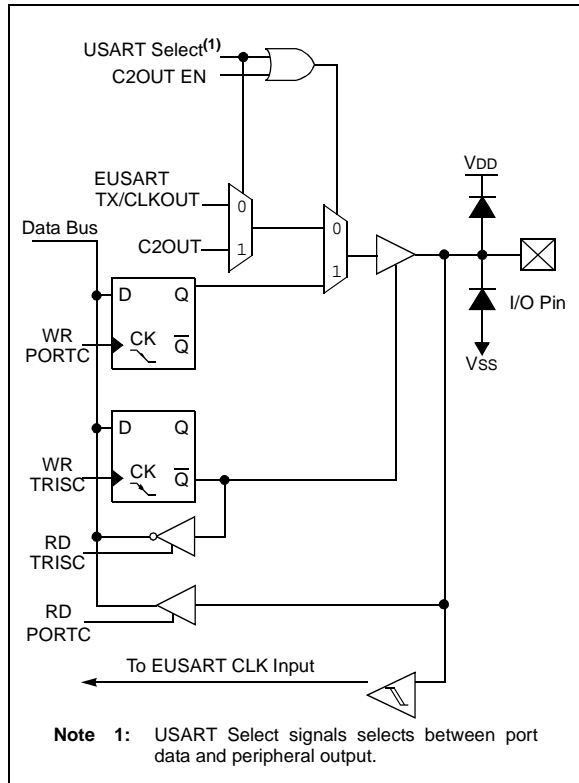 USART Select(1)
C2OUT EN
EUSART
TX/CLKOUT
0
C2OUT
1
0
1
VDD
I/O Pin
VSS
Data Bus
D Q
CK Q
WR
PORTC
D Q
CK Q
WR
TRISC
RD
TRISC
RD
PORTC
To EUSART CLK Input
Note 1: USART Select signals selects between port
data and peripheral output.